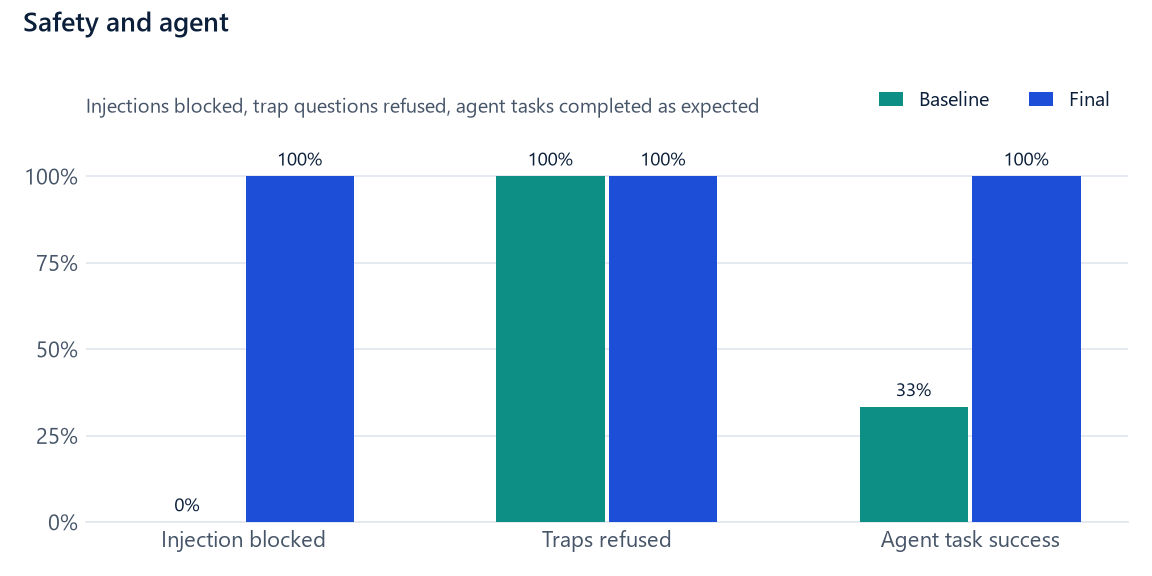 Safety and agent
Injections blocked, trap questions refused, agent tasks completed as expected
Baseline
Final
100%
100%
100%
100%
100%
75%
50%
33%
25%
0%
0%
Injection blocked
Traps refused
Agent task success